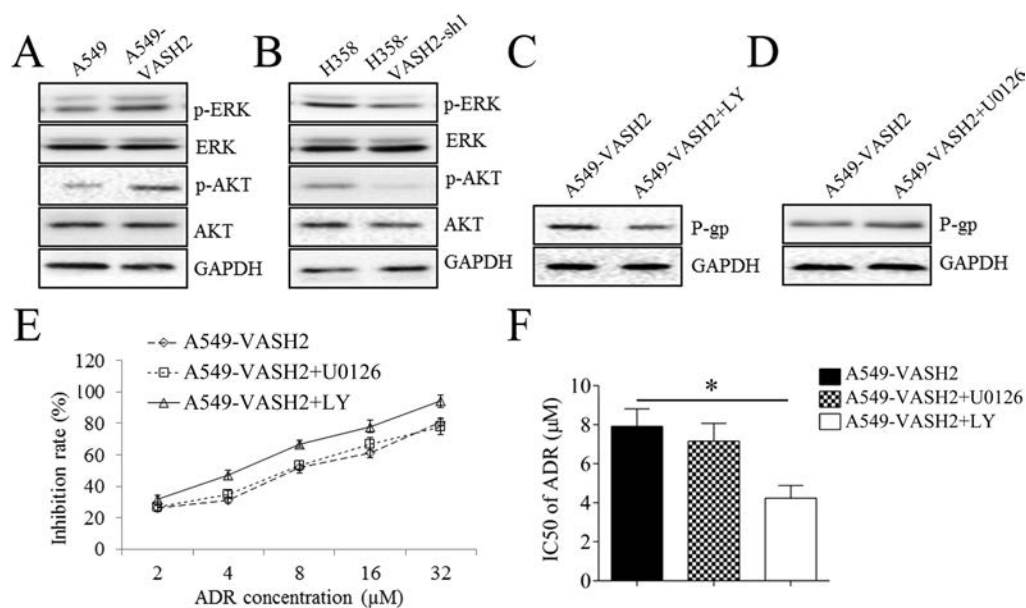 A
A549
A549-
VASH2
p-ERK
ERK
p-AKT
AKT
GAPDH
B
H358
H358-
VASH2-sh1
p-ERK
ERK
p-AKT
AKT
GAPDH
C
A549-VASH2
A549-VASH2+LY
P-gp
GAPDH
D
A549-VASH2
A549-VASH2+U0126
P-gp
GAPDH
E
A549-VASH2
A549-VASH2+U0126
A549-VASH2+LY
Inhibition rate (%)
120
100
80
60
40
20
0
2 4 8 16 32
ADR concentration (μM)
F
A549-VASH2
A549-VASH2+U0126
A549-VASH2+LY
*
IC50 of ADR (μM)
10
8
6
4
2
0